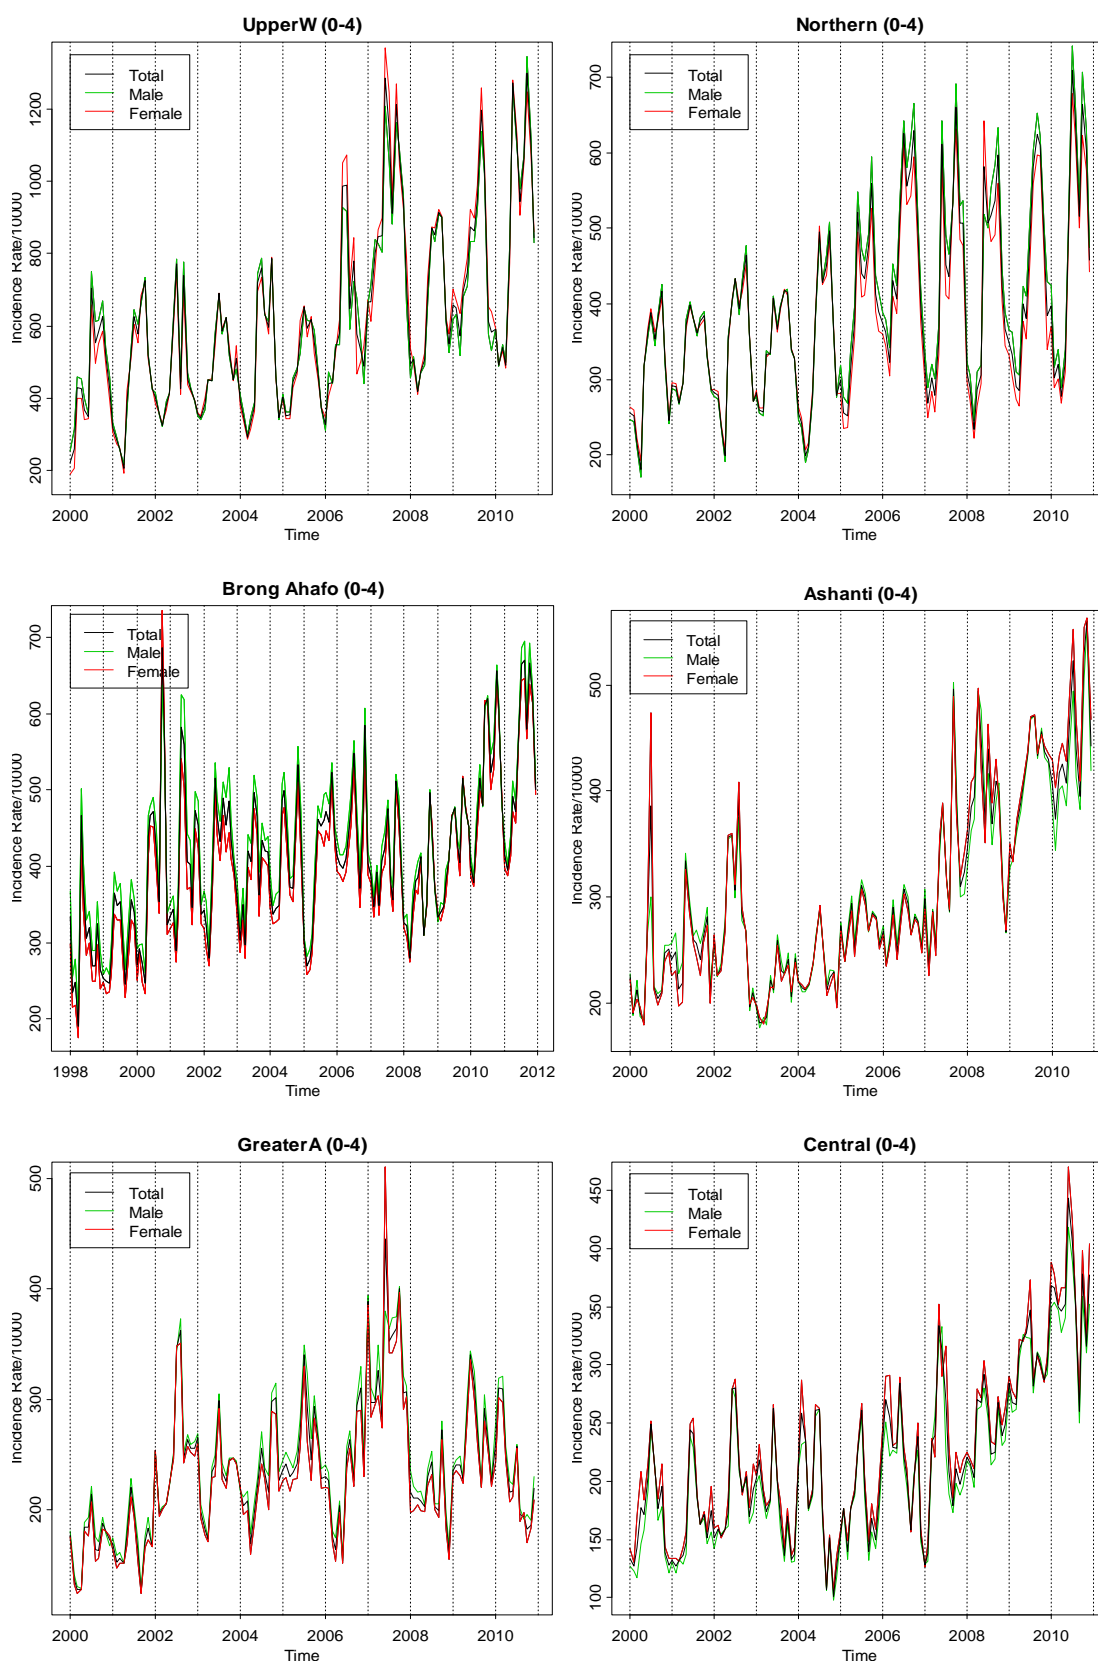 UpperW (0-4)
Total
Male
Female
Incidence Rate/10000
200
400
600
800
1000
1200
2000
2002
2004
2006
2008
2010
Time
Northern (0-4)
Total
Male
Female
Incidence Rate/10000
200
300
400
500
600
700
2000
2002
2004
2006
2008
2010
Time
Brong Ahafo (0-4)
Total
Male
Female
Incidence Rate/10000
200
300
400
500
600
700
1998
2000
2002
2004
2006
2008
2010
2012
Time
Ashanti (0-4)
Total
Male
Female
Incidence Rate/10000
200
300
400
500
2000
2002
2004
2006
2008
2010
Time
GreaterA (0-4)
Total
Male
Female
Incidence Rate/10000
200
300
400
500
2000
2002
2004
2006
2008
2010
Time
Central (0-4)
Total
Male
Female
Incidence Rate/10000
100
150
200
250
300
350
400
450
2000
2002
2004
2006
2008
2010
Time